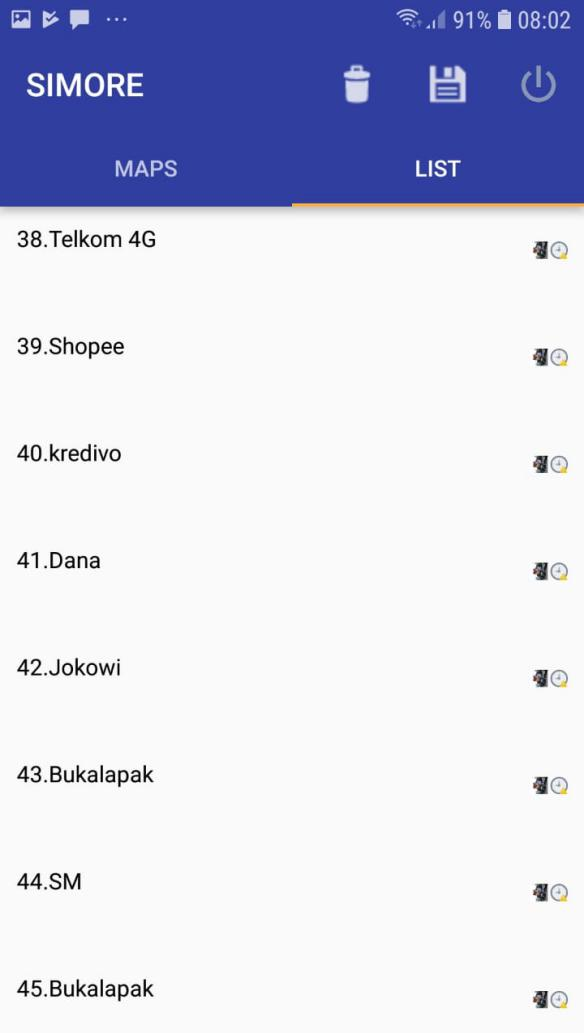 91% 08:02
SIMORE
MAPS LIST
38.Telkom 4G
39.Shopee
40.kredivo
41.Dana
42.Jokowi
43.Bukalapak
44.SM
45.Bukalapak